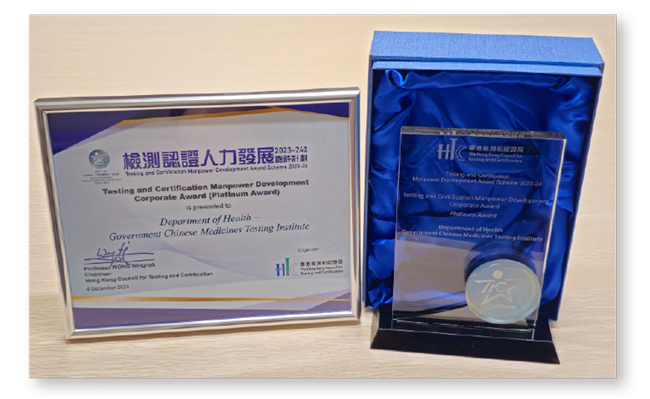 檢測認證人力發展 2023-24
嘉許計劃
Testing and Certification Manpower Development Award Scheme 2023-24
Testing and Certification Manpower Development
Corporate Award (Platinum Award)
is presented to
Department of Health –
Government Chinese Medicines Testing Institute
Organiser
Professor WONG Wing-tak
Chairman
Hong Kong Council for Testing and Certification
4 December 2023
香港檢測和認證局
The Hong Kong Council for
Testing and Certification
香港檢測和認證局
The Hong Kong Council for
Testing and Certification
Testing and Certification
Manpower Development Award Scheme 2023-24
Testing and Certification Manpower Development
Corporate Award
Platinum Award
Department of Health –
Government Chinese Medicines Testing Institute